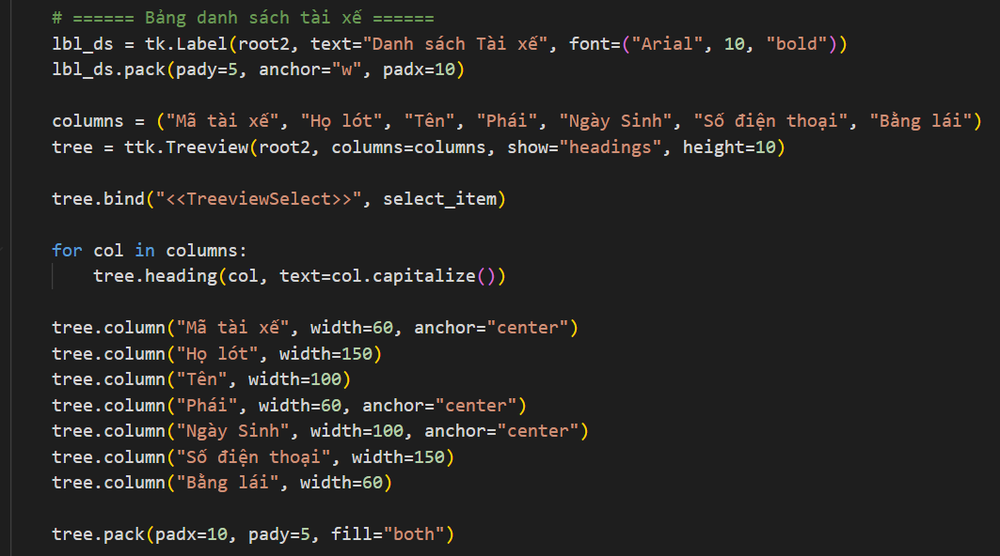 # ====== Bảng danh sách tài xế ======
lbl_ds = tk.Label(root2, text="Danh sách Tài xế", font=("Arial", 10, "bold"))
lbl_ds.pack(pady=5, anchor="w", padx=10)
columns = ("Mã tài xế", "Họ lót", "Tên", "Phái", "Ngày Sinh", "Số điện thoại", "Bằng lái")
tree = ttk.Treeview(root2, columns=columns, show="headings", height=10)
tree.bind("<<TreeviewSelect>>", select_item)
for col in columns:
    tree.heading(col, text=col.capitalize())
tree.column("Mã tài xế", width=60, anchor="center")
tree.column("Họ lót", width=150)
tree.column("Tên", width=100)
tree.column("Phái", width=60, anchor="center")
tree.column("Ngày Sinh", width=100, anchor="center")
tree.column("Số điện thoại", width=150)
tree.column("Bằng lái", width=60)
tree.pack(padx=10, pady=5, fill="both")